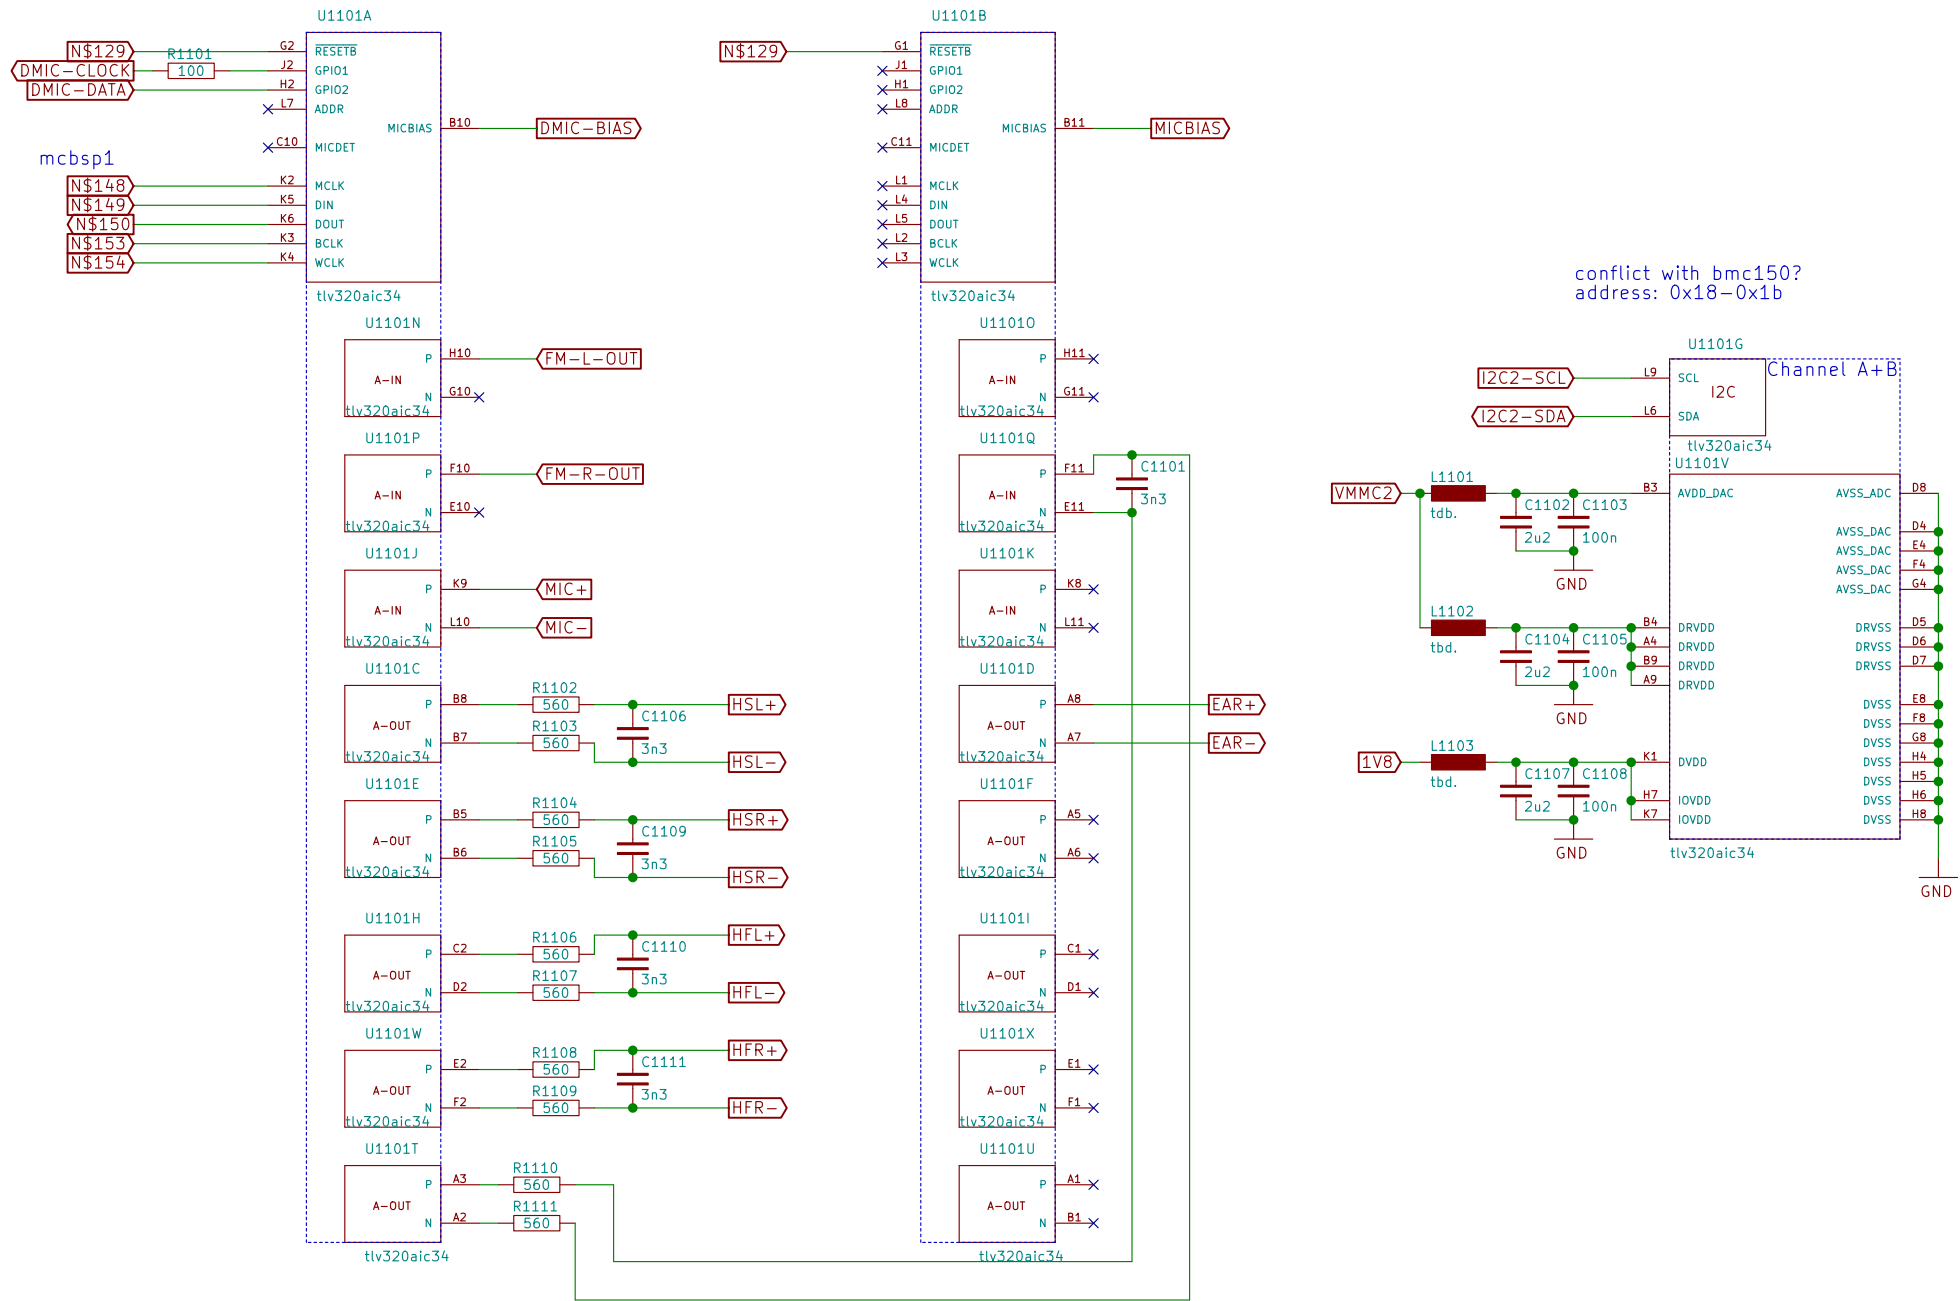 U1101A
N$129
G2
RESETB
R1101
DMIC-CLOCK
100
J2
GPIO1
DMIC-DATA
H2
GPIO2
L7
ADDR
MICBIAS
B10
DMIC-BIAS
C10
MICDET
mcbsp1
N$148
K2
MCLK
N$149
K5
DIN
N$150
K6
DOUT
N$153
K3
BCLK
N$154
K4
WCLK
tlv320aic34
U1101N
P
H10
FM-L-OUT
A-IN
N
G10
tlv320aic34
U1101P
P
F10
FM-R-OUT
A-IN
N
E10
tlv320aic34
U1101J
P
K9
MIC+
A-IN
N
L10
MIC-
tlv320aic34
U1101C
P
B8
R1102
560
HSL+
A-OUT
C1106
3n3
N
B7
R1103
560
HSL-
tlv320aic34
U1101E
P
B5
R1104
560
HSR+
A-OUT
C1109
3n3
N
B6
R1105
560
HSR-
tlv320aic34
U1101H
P
C2
R1106
560
HFL+
A-OUT
C1110
3n3
N
D2
R1107
560
HFL-
tlv320aic34
U1101W
P
E2
R1108
560
HFR+
A-OUT
C1111
3n3
N
F2
R1109
560
HFR-
tlv320aic34
U1101T
P
A3
R1110
560
A-OUT
N
A2
R1111
560
tlv320aic34
U1101B
N$129
G1
RESETB
J1
GPIO1
H1
GPIO2
L8
ADDR
MICBIAS
B11
MICBIAS
C11
MICDET
L1
MCLK
L4
DIN
L5
DOUT
L2
BCLK
L3
WCLK
tlv320aic34
U1101O
P
H11
A-IN
N
G11
tlv320aic34
U1101Q
P
F11
C1101
3n3
A-IN
N
E11
tlv320aic34
U1101K
P
K8
A-IN
N
L11
tlv320aic34
U1101D
P
A8
EAR+
A-OUT
N
A7
EAR-
tlv320aic34
U1101F
P
A5
A-OUT
N
A6
tlv320aic34
U1101I
P
C1
A-OUT
N
D1
tlv320aic34
U1101X
P
E1
A-OUT
N
F1
tlv320aic34
U1101U
P
A1
A-OUT
N
B1
tlv320aic34
conflict with bmc150?
address: 0x18-0x1b
U1101G
Channel A+B
I2C2-SCL
L9
SCL
I2C
I2C2-SDA
L6
SDA
tlv320aic34
U1101V
VMMC2
L1101
tdb.
C1102
2u2
C1103
100n
GND
B3
AVDD_DAC
L1102
tbd.
C1104
2u2
C1105
100n
GND
B4
DRVDD
A4
DRVDD
B9
DRVDD
A9
DRVDD
1V8
L1103
tbd.
C1107
2u2
C1108
100n
GND
K1
DVDD
H7
IOVDD
K7
IOVDD
AVSS_ADC
D8
AVSS_DAC
D4
AVSS_DAC
E4
AVSS_DAC
F4
AVSS_DAC
G4
DRVSS
D5
DRVSS
D6
DRVSS
D7
DVSS
E8
DVSS
F8
DVSS
G8
DVSS
H4
DVSS
H5
DVSS
H6
DVSS
H8
tlv320aic34
GND